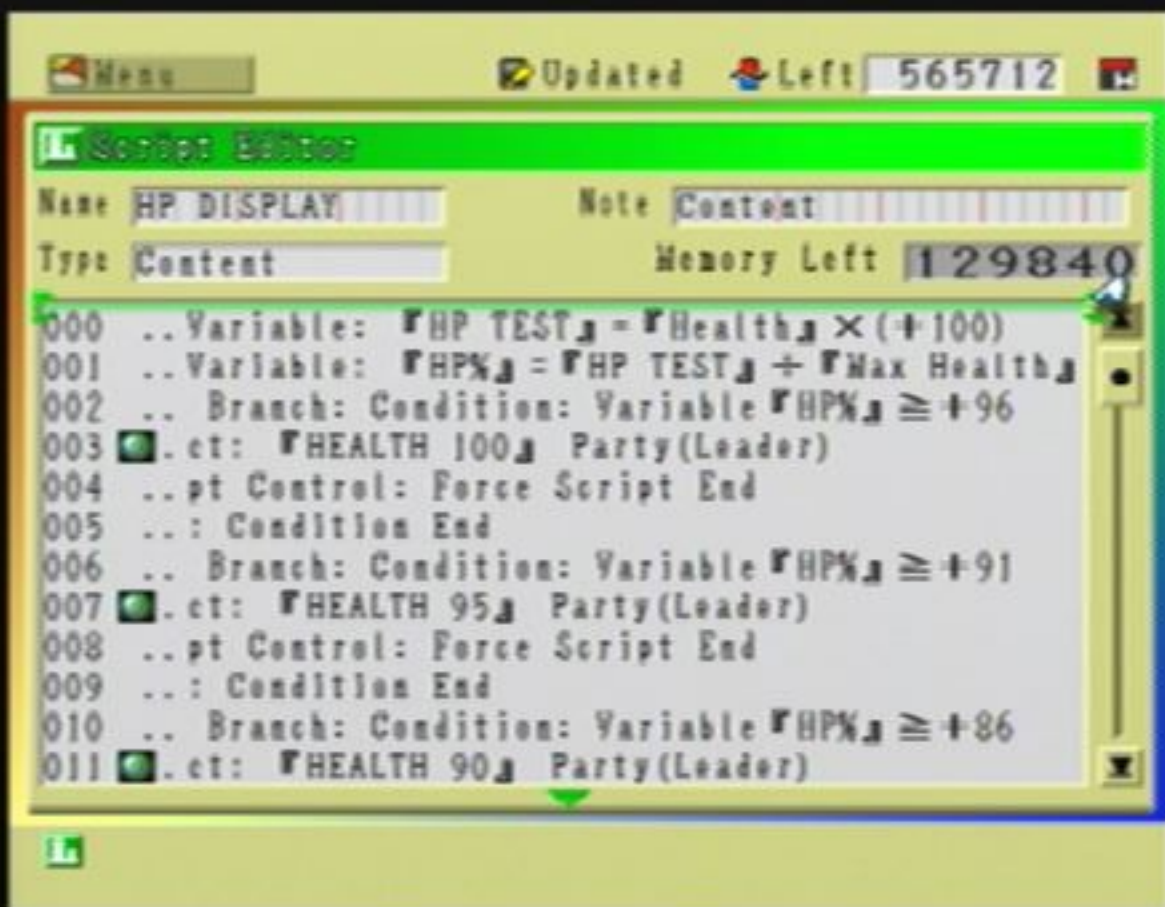 Menu Updated Left 565712
Script Editor
Name HP DISPLAY Note Content
Type Content Memory Left 129840
000 ..Variable: 『HP TEST』=『Health』×(+100)
001 ..Variable: 『HP%』=『HP TEST』÷『Max Health』
002 .. Branch: Condition: Variable『HP%』≧+96
003 .ct: 『HEALTH 100』 Party(Leader)
004 ..pt Control: Force Script End
005 ..: Condition End
006 .. Branch: Condition: Variable『HP%』≧+91
007 .ct: 『HEALTH 95』 Party(Leader)
008 ..pt Control: Force Script End
009 ..: Condition End
010 .. Branch: Condition: Variable『HP%』≧+86
011 .ct: 『HEALTH 90』 Party(Leader)
L